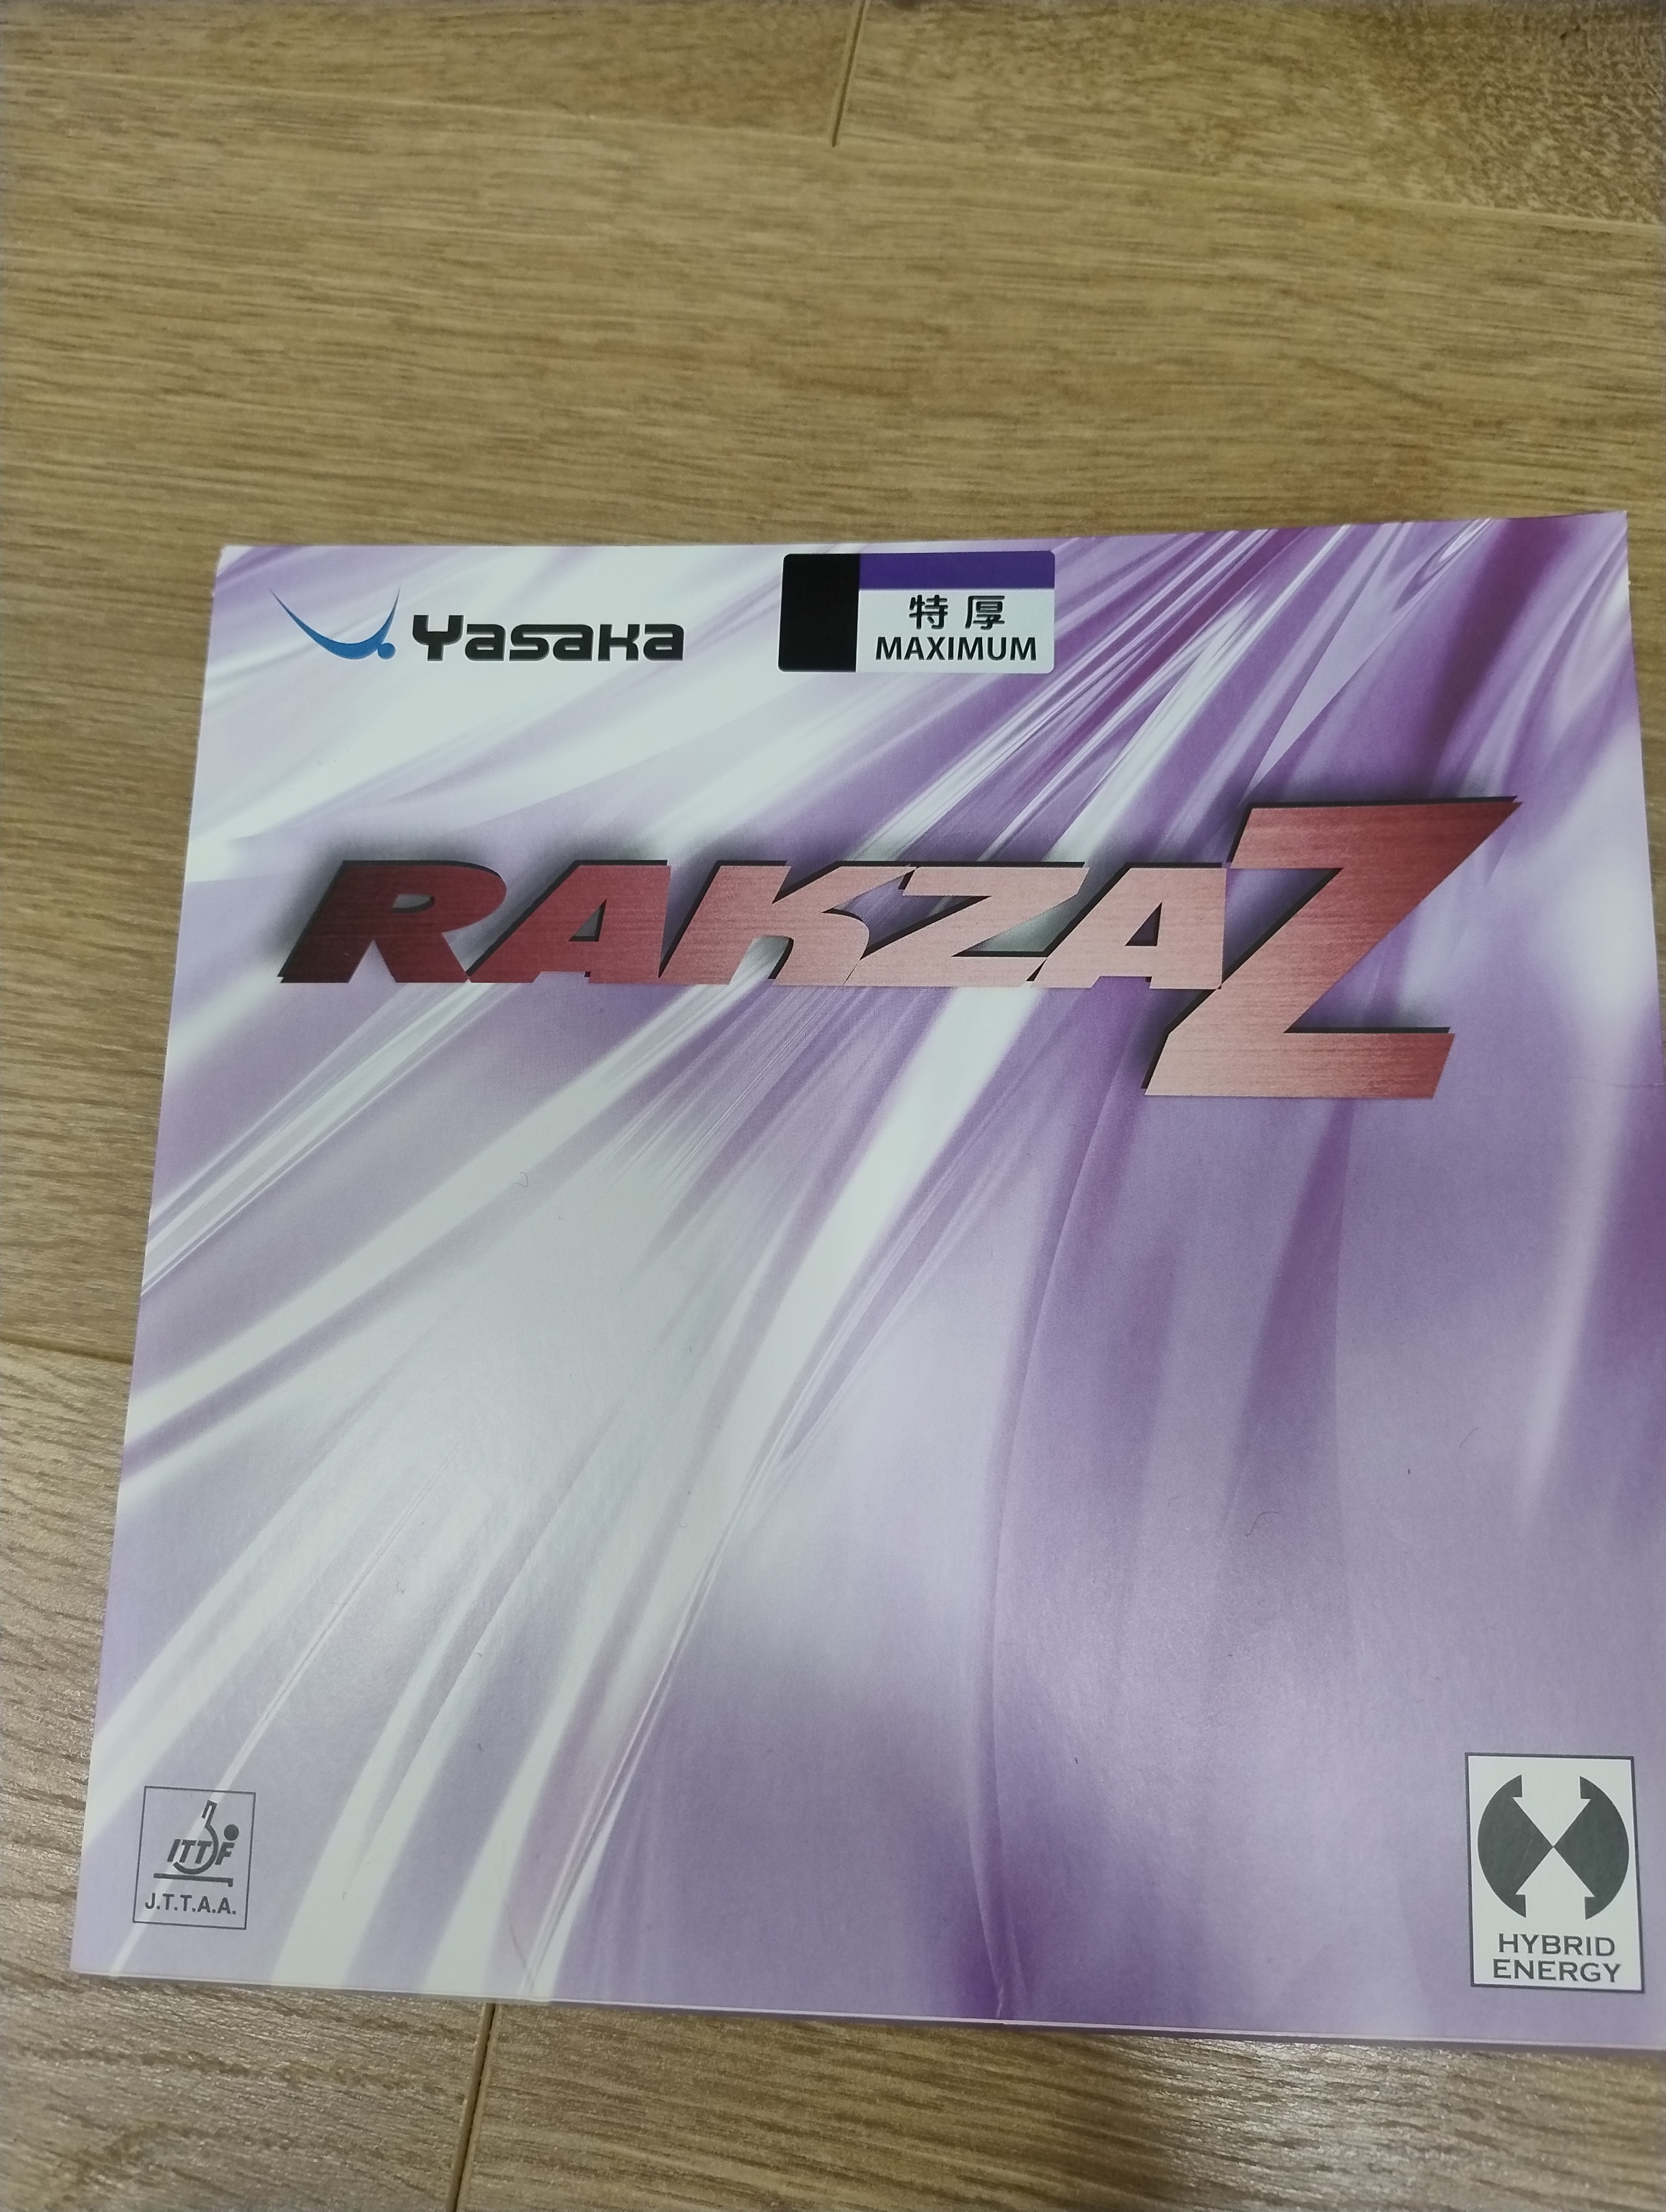 Yasaka
特厚
MAXIMUM
RAKZA Z
ITTF
J.T.T.A.A.
HYBRID
ENERGY